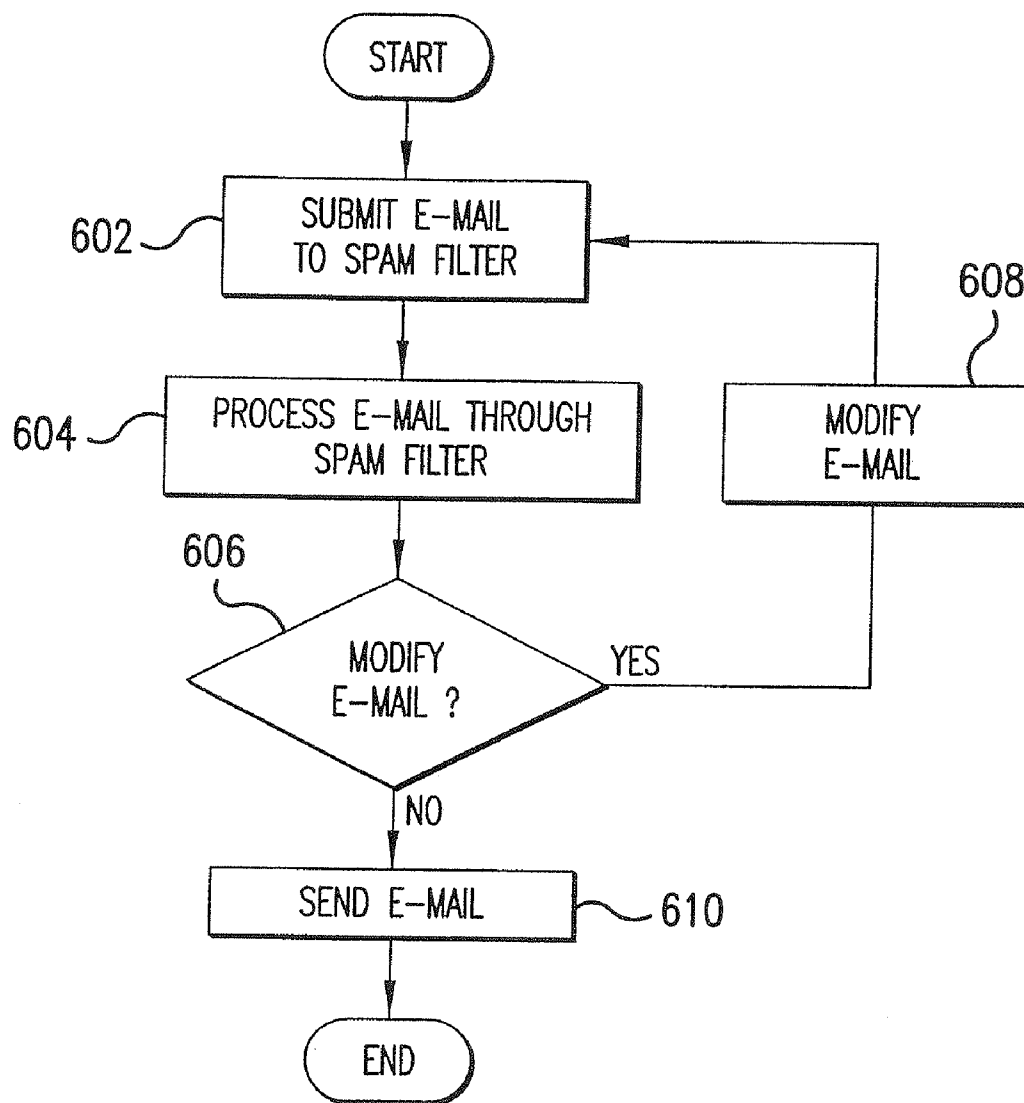 START
602
SUBMIT E-MAIL
TO SPAM FILTER
604
PROCESS E-MAIL THROUGH
SPAM FILTER
608
MODIFY
E-MAIL
606
MODIFY
E-MAIL ?
YES
NO
SEND E-MAIL
610
END